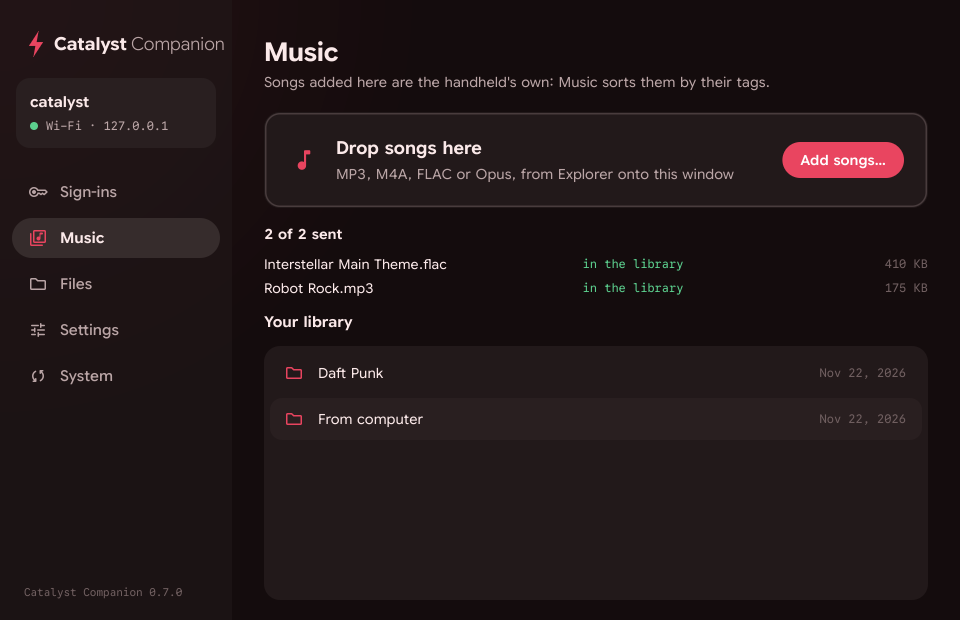 Catalyst Companion
catalyst
Wi-Fi · 127.0.0.1
Sign-ins
Music
Files
Settings
System
Catalyst Companion 0.7.0
Music
Songs added here are the handheld's own: Music sorts them by their tags.
Drop songs here
MP3, M4A, FLAC or Opus, from Explorer onto this window
Add songs...
2 of 2 sent
Interstellar Main Theme.flac in the library 410 KB
Robot Rock.mp3 in the library 175 KB
Your library
Daft Punk Nov 22, 2026
From computer Nov 22, 2026